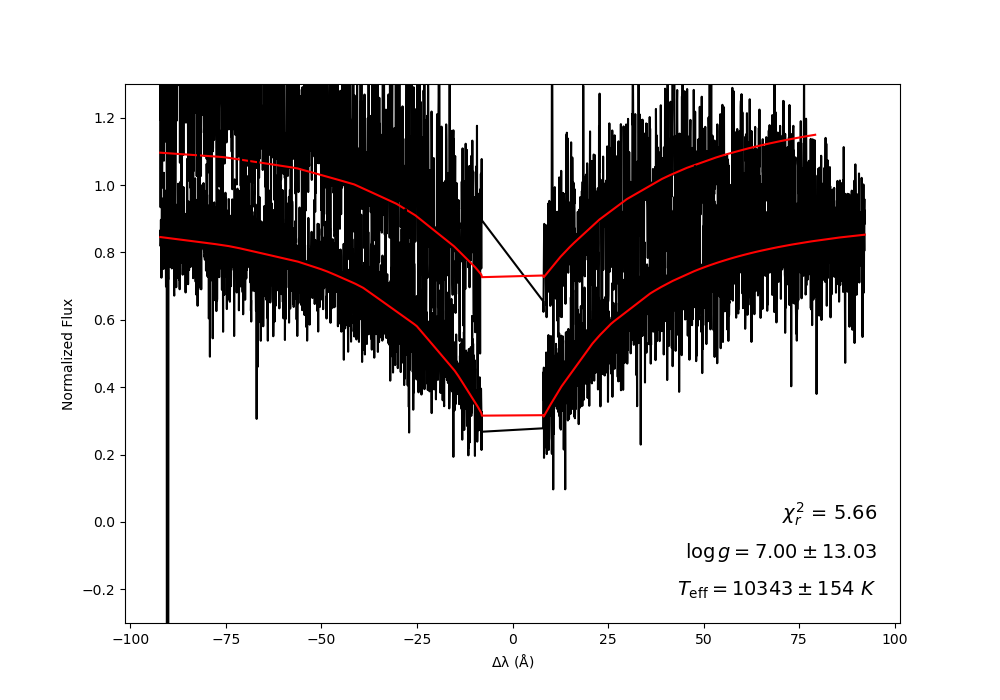 1.2
1.0
0.8
0.6
0.4
0.2
0.0
−0.2
Normalized Flux
χ²ᵣ = 5.66
log g = 7.00 ± 13.03
T_eff = 10343 ± 154 K
−100 −75 −50 −25 0 25 50 75 100
Δλ (Å)